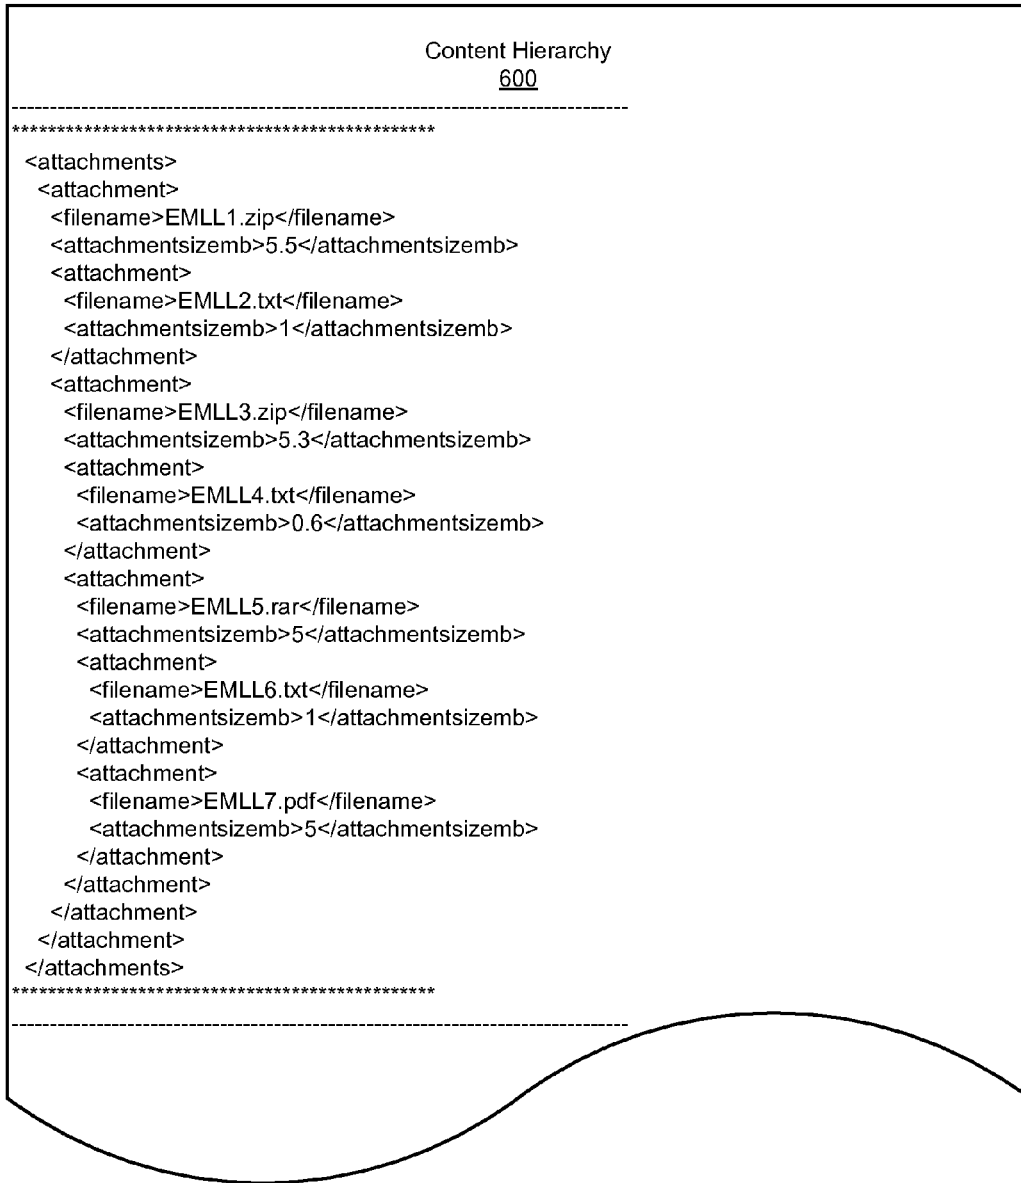 Content Hierarchy
600
--------------------------------------------------------------------------------
***********************************************
<attachments>
<attachment>
<filename>EMLL1.zip</filename>
<attachmentsizemb>5.5</attachmentsizemb>
<attachment>
<filename>EMLL2.txt</filename>
<attachmentsizemb>1</attachmentsizemb>
</attachment>
<attachment>
<filename>EMLL3.zip</filename>
<attachmentsizemb>5.3</attachmentsizemb>
<attachment>
<filename>EMLL4.txt</filename>
<attachmentsizemb>0.6</attachmentsizemb>
</attachment>
<attachment>
<filename>EMLL5.rar</filename>
<attachmentsizemb>5</attachmentsizemb>
<attachment>
<filename>EMLL6.txt</filename>
<attachmentsizemb>1</attachmentsizemb>
</attachment>
<attachment>
<filename>EMLL7.pdf</filename>
<attachmentsizemb>5</attachmentsizemb>
</attachment>
</attachment>
</attachment>
</attachment>
</attachments>
***********************************************
--------------------------------------------------------------------------------